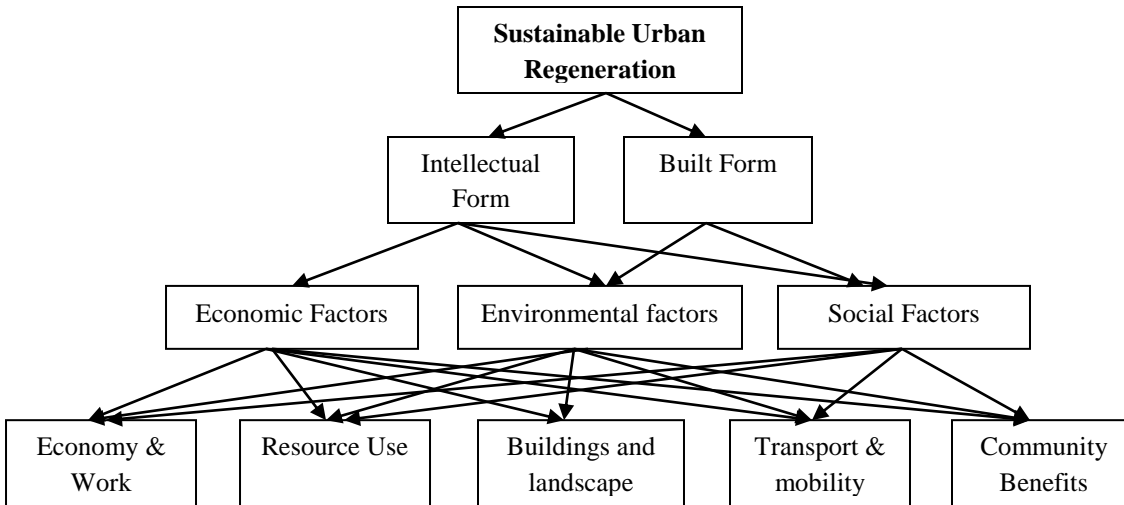 Sustainable Urban
Regeneration
Intellectual
Form
Built Form
Economic Factors
Environmental factors
Social Factors
Economy &
Work
Resource Use
Buildings and
landscape
Transport &
mobility
Community
Benefits